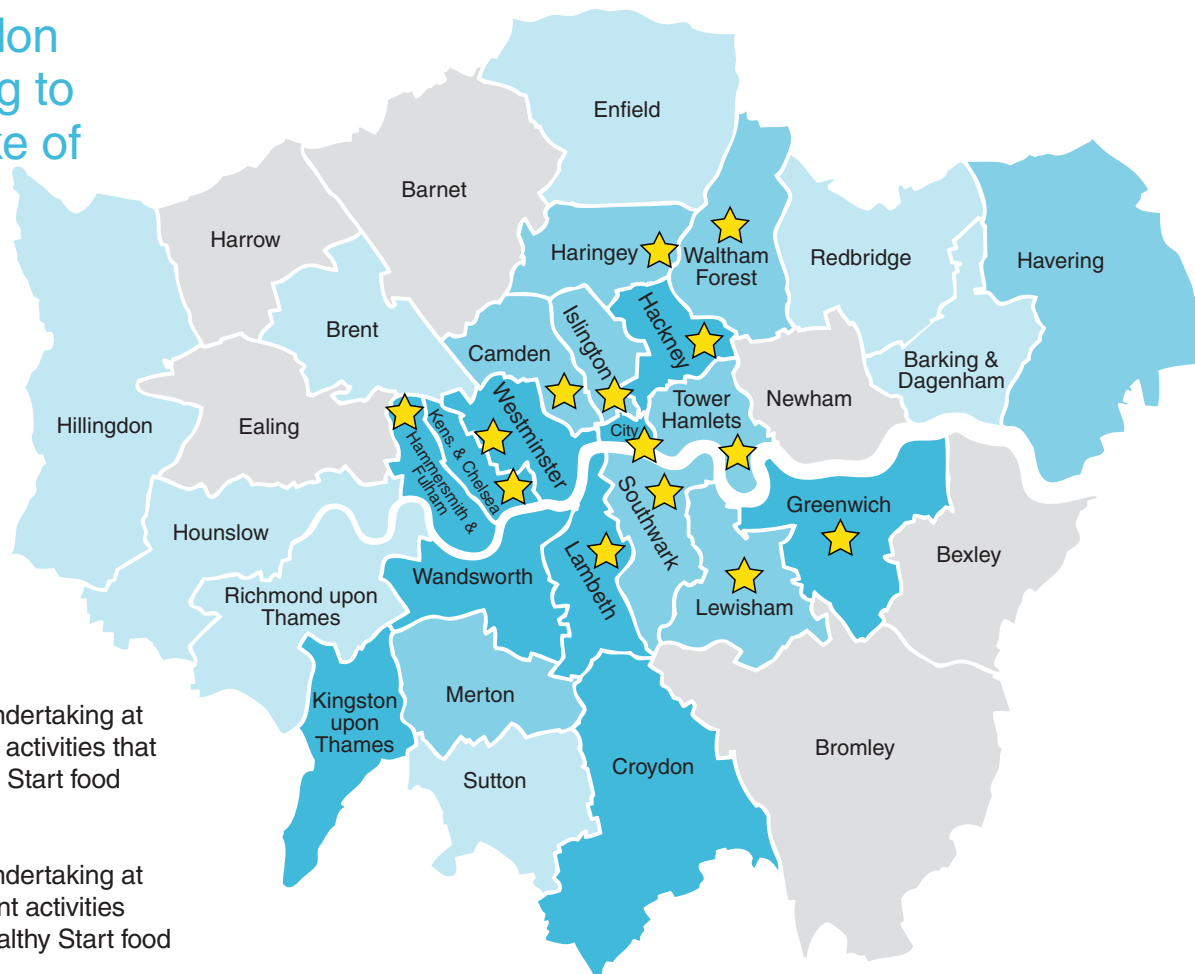 lon
g to
ke of
Enfield
Barnet
Harrow
Haringey
Waltham
Forest
Redbridge
Havering
Brent
Islington
Hackney
Camden
Barking &
Dagenham
Tower
Hamlets
Newham
Hillingdon
Ealing
Westminster
City
Kens. & Chelsea
Hammersmith &
Fulham
Southwark
Greenwich
Hounslow
Bexley
Wandsworth
Lambeth
Lewisham
Richmond upon
Thames
Kingston
upon
Thames
Merton
Sutton
Croydon
Bromley
ndertaking at
activities that
Start food
ndertaking at
nt activities
althy Start food